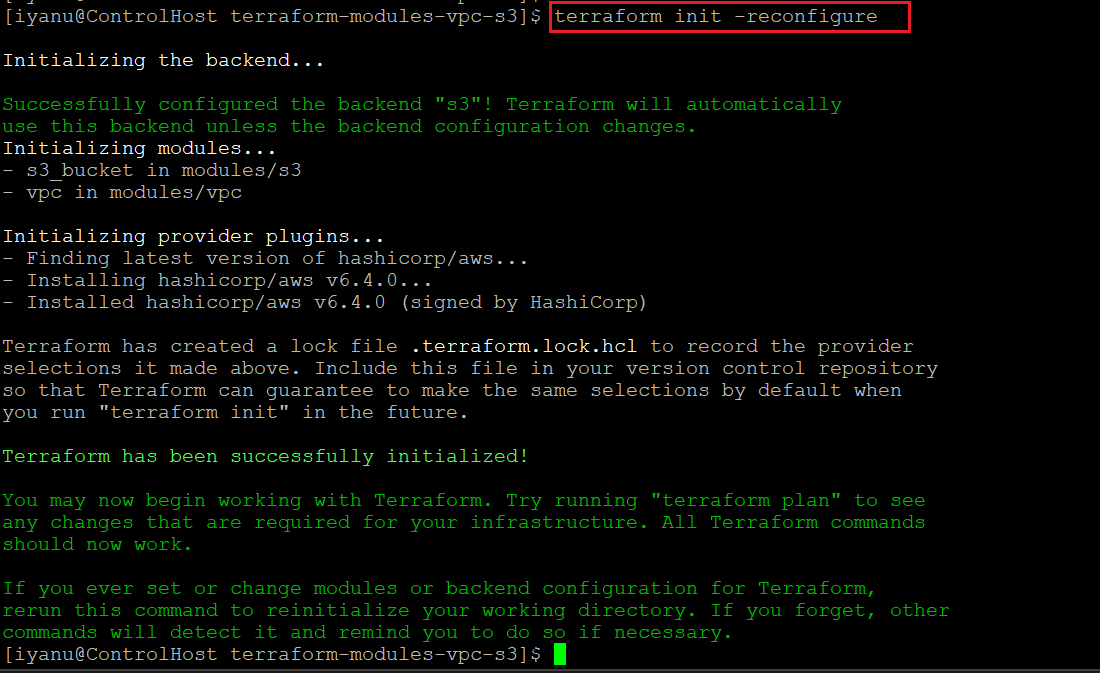 [iyanu@ControlHost terraform-modules-vpc-s3]$ terraform init -reconfigure
Initializing the backend...
Successfully configured the backend "s3"! Terraform will automatically
use this backend unless the backend configuration changes.
Initializing modules...
- s3_bucket in modules/s3
- vpc in modules/vpc
Initializing provider plugins...
- Finding latest version of hashicorp/aws...
- Installing hashicorp/aws v6.4.0...
- Installed hashicorp/aws v6.4.0 (signed by HashiCorp)
Terraform has created a lock file .terraform.lock.hcl to record the provider
selections it made above. Include this file in your version control repository
so that Terraform can guarantee to make the same selections by default when
you run "terraform init" in the future.
Terraform has been successfully initialized!
You may now begin working with Terraform. Try running "terraform plan" to see
any changes that are required for your infrastructure. All Terraform commands
should now work.
If you ever set or change modules or backend configuration for Terraform,
rerun this command to reinitialize your working directory. If you forget, other
commands will detect it and remind you to do so if necessary.
[iyanu@ControlHost terraform-modules-vpc-s3]$